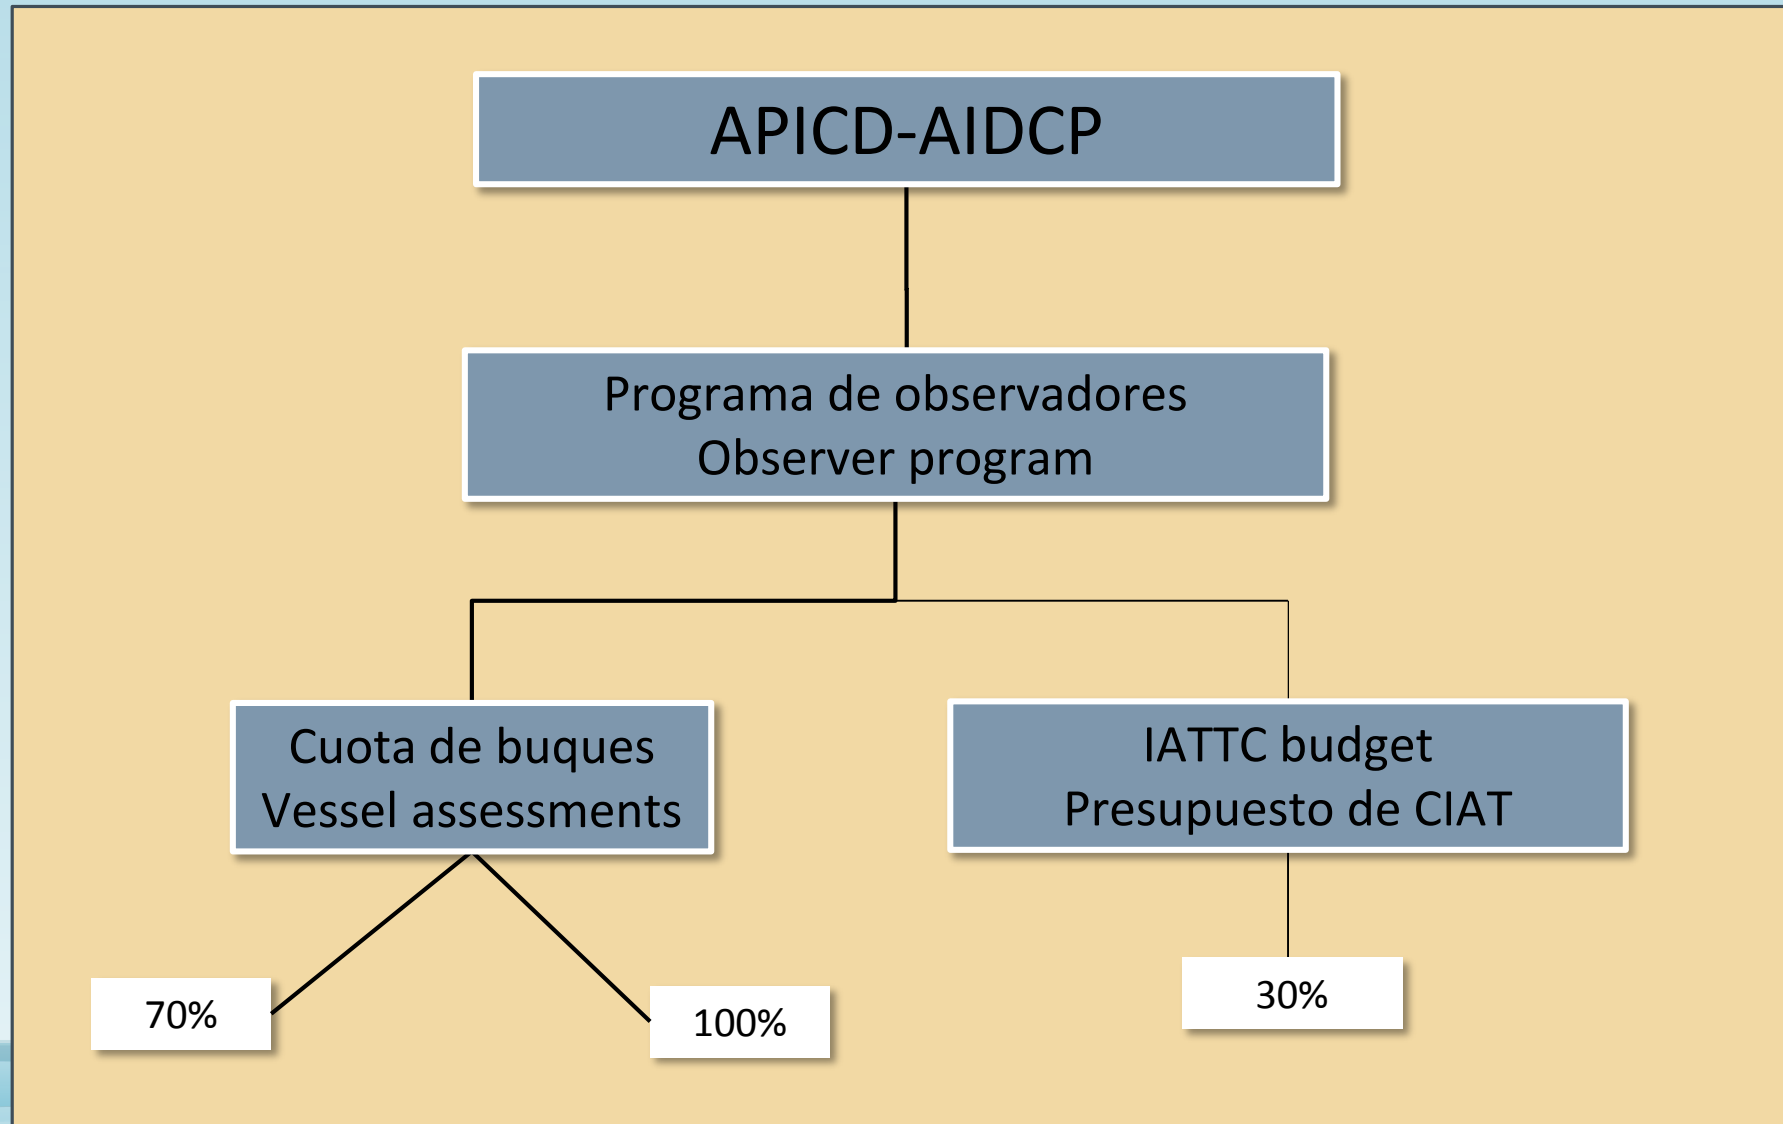 APICD-AIDCP
Programa de observadores
Observer program
Cuota de buques
Vessel assessments
IATTC budget
Presupuesto de CIAT
70%
100%
30%